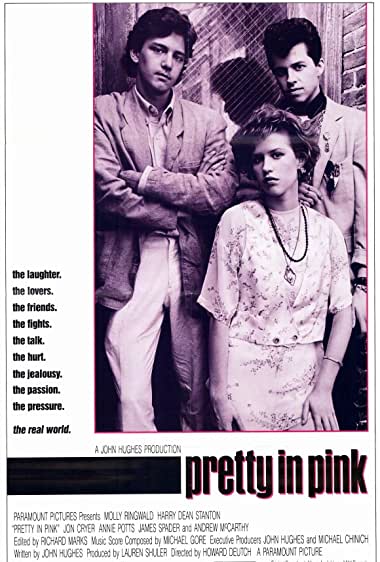 the laughter.
the lovers.
the friends.
the fights.
the talk.
the hurt.
the jealousy.
the passion.
the pressure.
the real world.
A JOHN HUGHES PRODUCTION
pretty in pink
PARAMOUNT PICTURES Presents MOLLY RINGWALD HARRY DEAN STANTON
"PRETTY IN PINK" JON CRYER ANNIE POTTS JAMES SPADER and ANDREW McCARTHY
Edited by RICHARD MARKS Music Score Composed by MICHAEL GORE Executive Producers JOHN HUGHES and MICHAEL CHINICH
Written by JOHN HUGHES Produced by LAUREN SHULER Directed by HOWARD DEUTCH A PARAMOUNT PICTURE